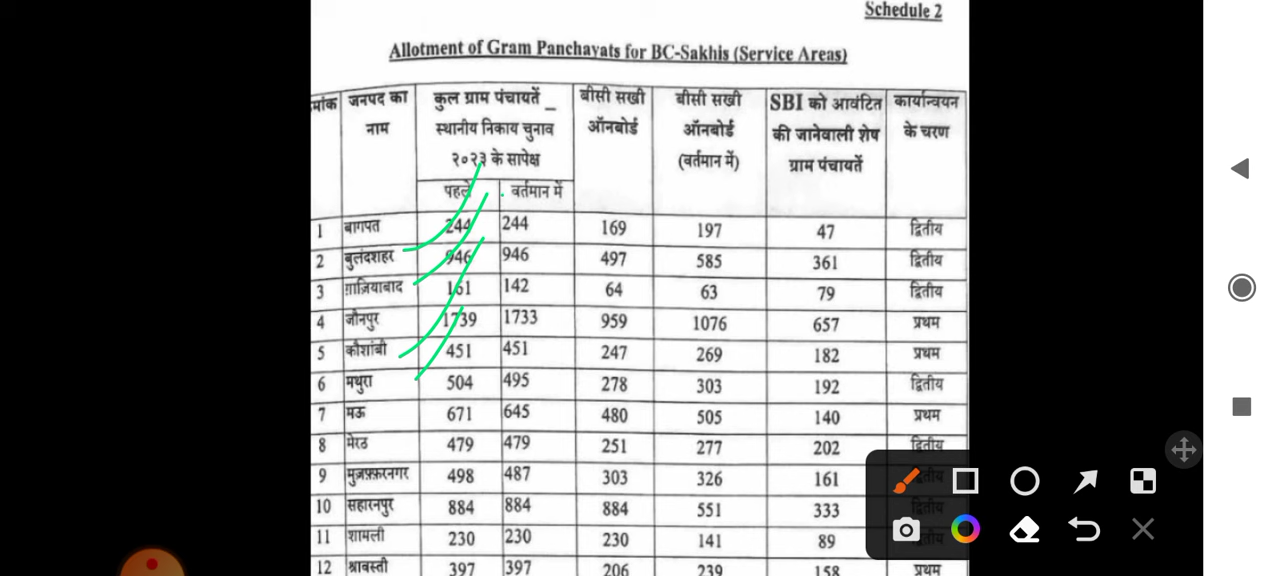 Schedule 2
Allotment of Gram Panchayats for BC-Sakhis (Service Areas)
मांक जनपद का नाम कुल ग्राम पंचायतें _ स्थानीय निकाय चुनाव २०२३ के सापेक्ष बीसी सखी ऑनबोर्ड बीसी सखी ऑनबोर्ड (वर्तमान में) SBI को आवंटित की जानेवाली शेष ग्राम पंचायतें कार्यान्वयन के चरण
पहले वर्तमान में
1 बागपत 244 244 169 197 47 द्वितीय
2 बुलंदशहर 946 946 497 585 361 द्वितीय
3 ग़ाज़ियाबाद 161 142 64 63 79 द्वितीय
4 जौनपुर 1739 1733 959 1076 657 प्रथम
5 कौशांबी 451 451 247 269 182 प्रथम
6 मथुरा 504 495 278 303 192 द्वितीय
7 मऊ 671 645 480 505 140 प्रथम
8 मेरठ 479 479 251 277 202 द्वितीय
9 मुज़फ़्फ़रनगर 498 487 303 326 161
10 सहारनपुर 884 884 884 551 333
11 शामली 230 230 230 141 89
12 श्रावस्ती 397 397 206 239 158 प्रथम